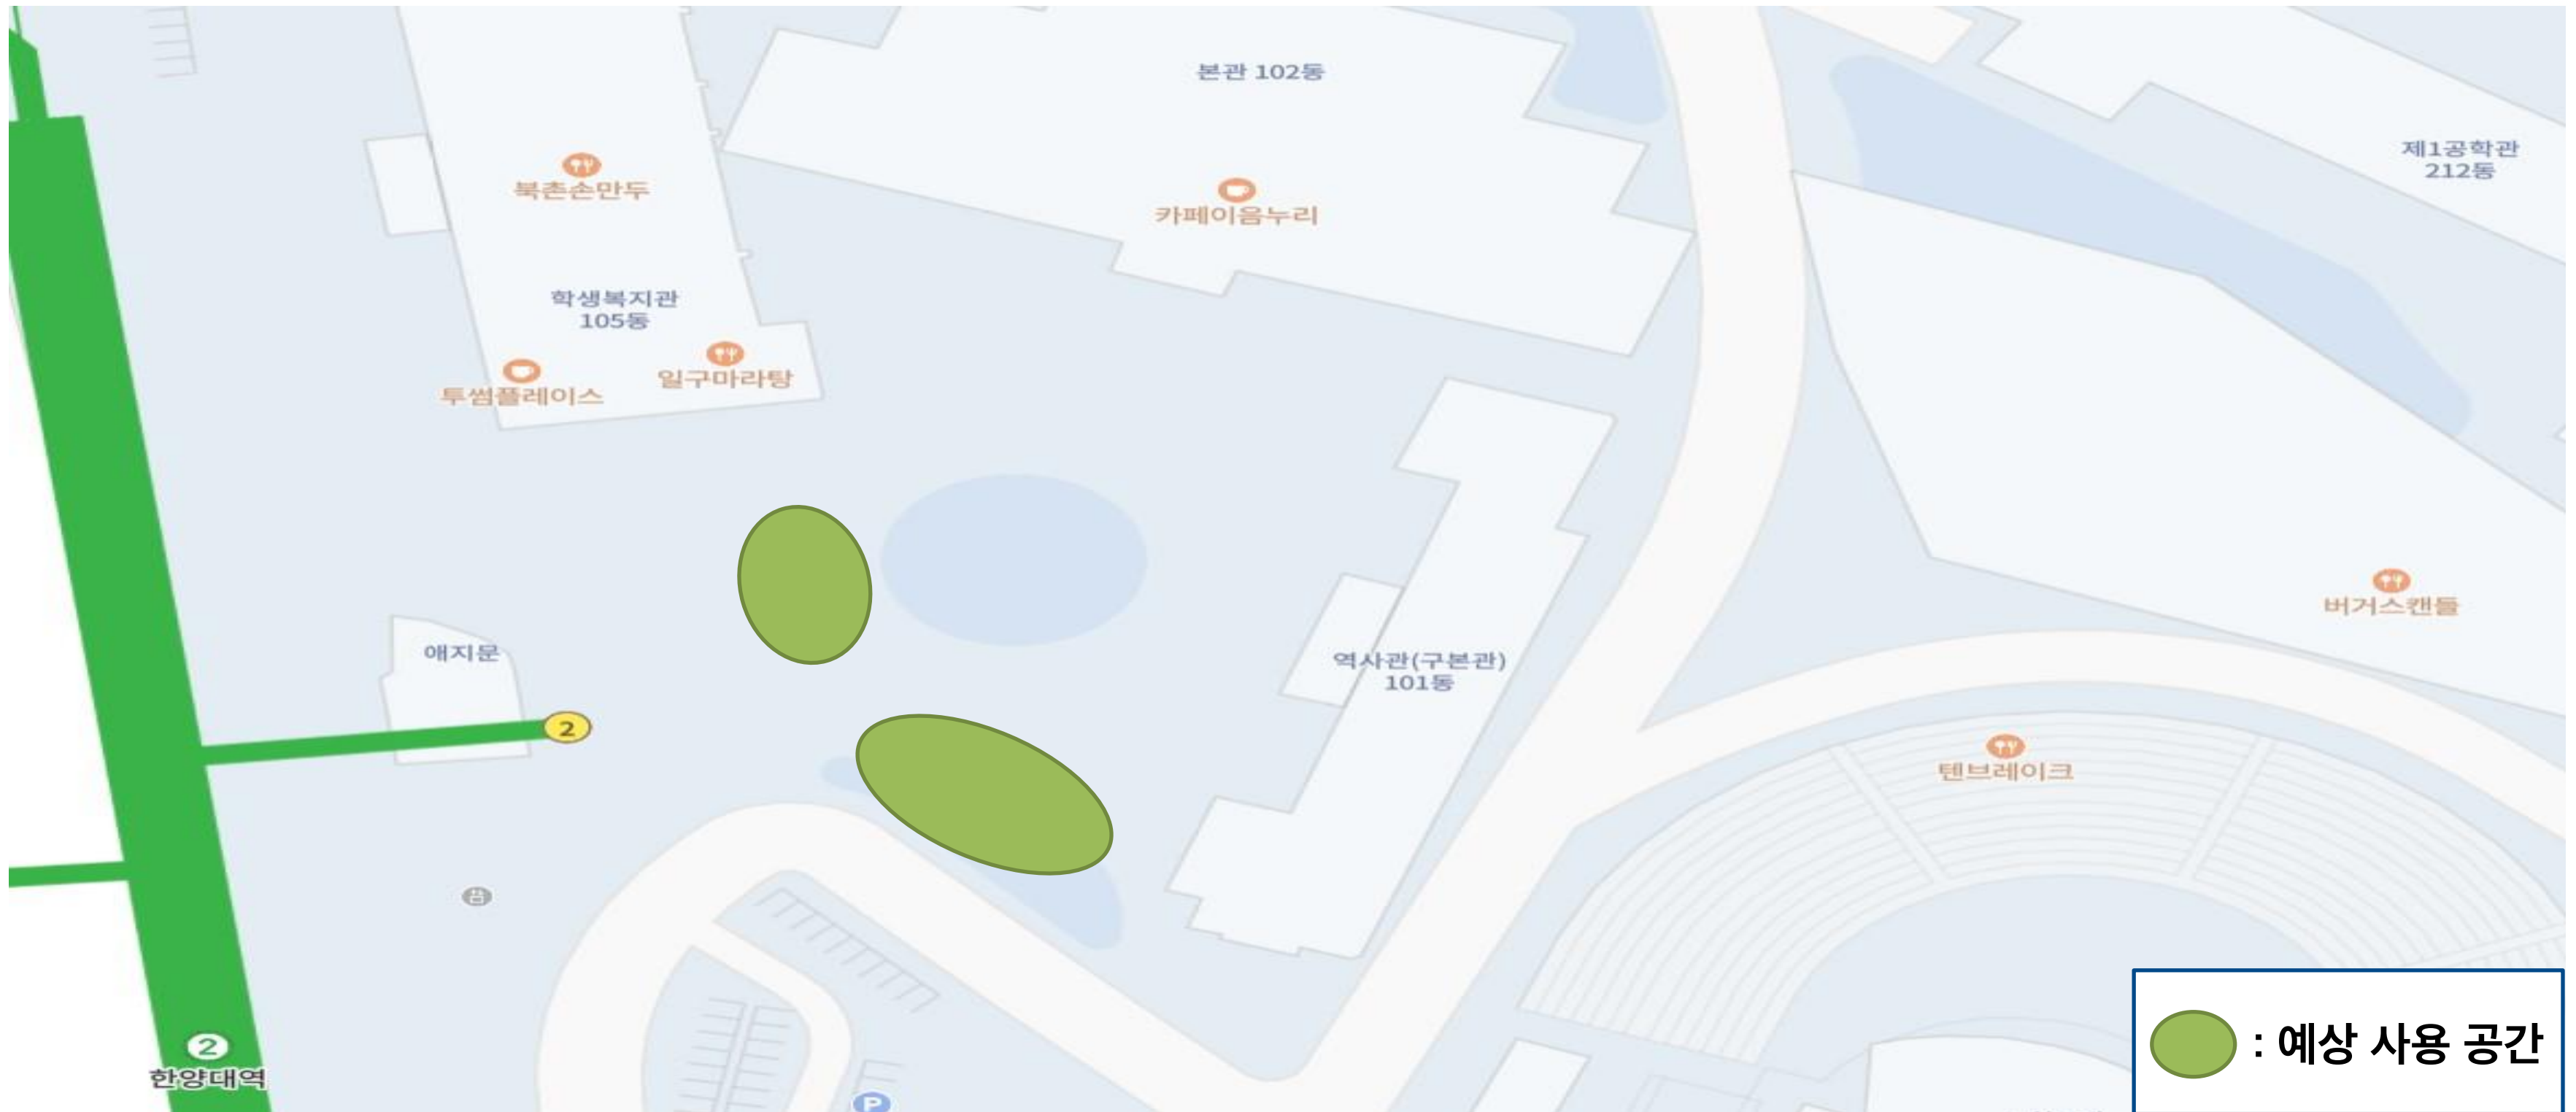 본관 102동
제1공학관
212동
북촌손만두
카페이음누리
학생복지관
105동
투썸플레이스
일구마라탕
버거스캔들
애지문
역사관(구본관)
101동
2
텐브레이크
2
한양대역
P
: 예상 사용 공간